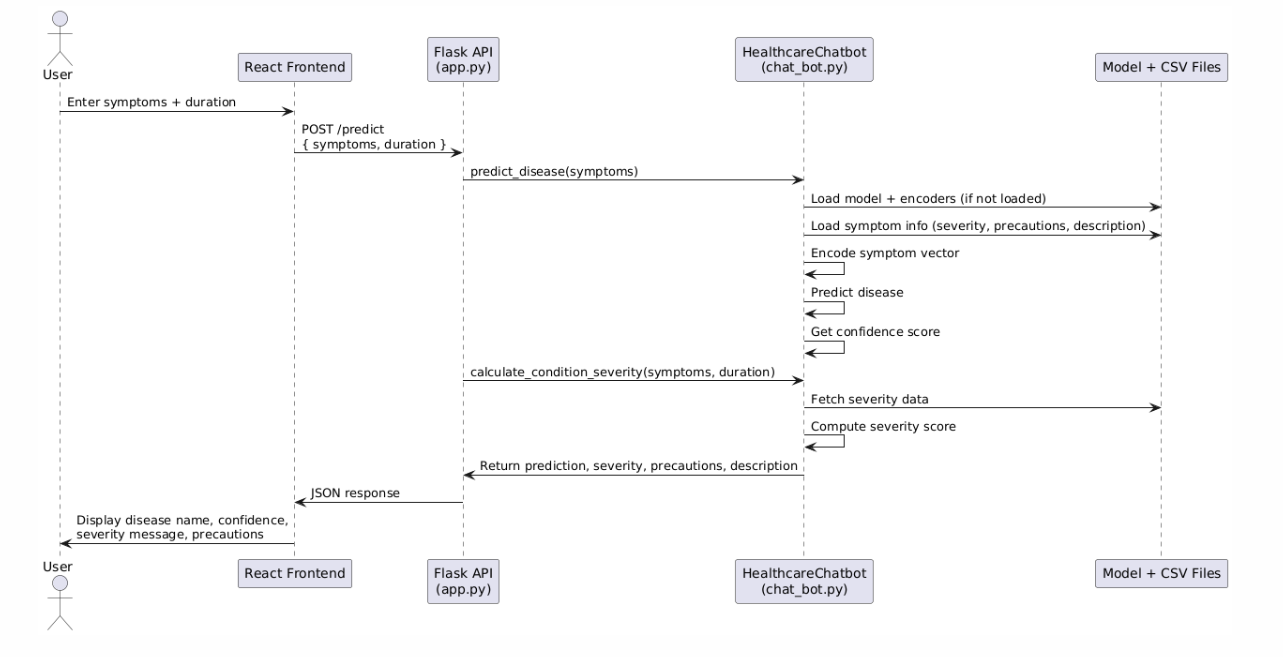 User
React Frontend
Flask API
(app.py)
HealthcareChatbot
(chat_bot.py)
Model + CSV Files
Enter symptoms + duration
POST /predict
{ symptoms, duration }
predict_disease(symptoms)
Load model + encoders (if not loaded)
Load symptom info (severity, precautions, description)
Encode symptom vector
Predict disease
Get confidence score
calculate_condition_severity(symptoms, duration)
Fetch severity data
Compute severity score
Return prediction, severity, precautions, description
JSON response
Display disease name, confidence,
severity message, precautions
User
React Frontend
Flask API
(app.py)
HealthcareChatbot
(chat_bot.py)
Model + CSV Files